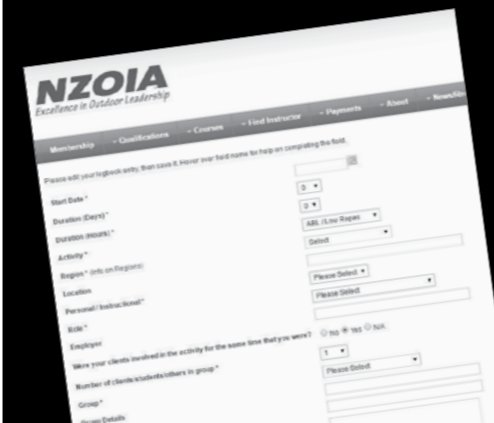 NZOIA
Excellence in Outdoor Leadership
Membership - Qualifications - Courses - Find Instructor - Payments - About - News/
Please edit your logbook entry, then save it. Hover over field name for help on completing the field.
Start Date *
Duration (Days) * 0
Duration (Hours) * 0
Activity * ABL / Low Ropes
Region * (Info on Regions) Select
Location
Personal / Instructional * Please Select
Role * Please Select
Employer
Were your clients involved in the activity for the same time that you were? No Yes N/A
Number of clients/students/others in group * 1
Group * Please Select
Group Details